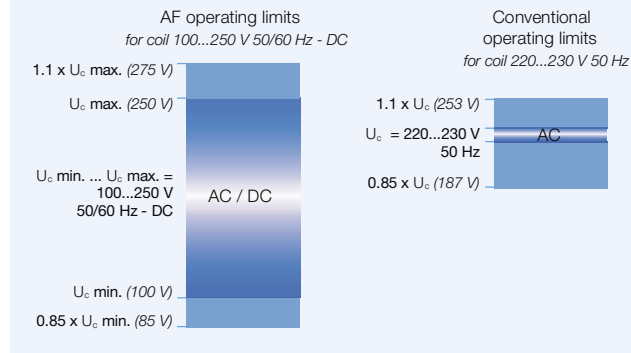 AF operating limits
for coil 100...250 V 50/60 Hz - DC
1.1 x Uc max. (275 V)
Uc max. (250 V)
Uc min. ... Uc max. =
100...250 V
50/60 Hz - DC
AC / DC
Uc min. (100 V)
0.85 x Uc min. (85 V)
Conventional
operating limits
for coil 220...230 V 50 Hz
1.1 x Uc (253 V)
Uc = 220...230 V
50 Hz
AC
0.85 x Uc (187 V)